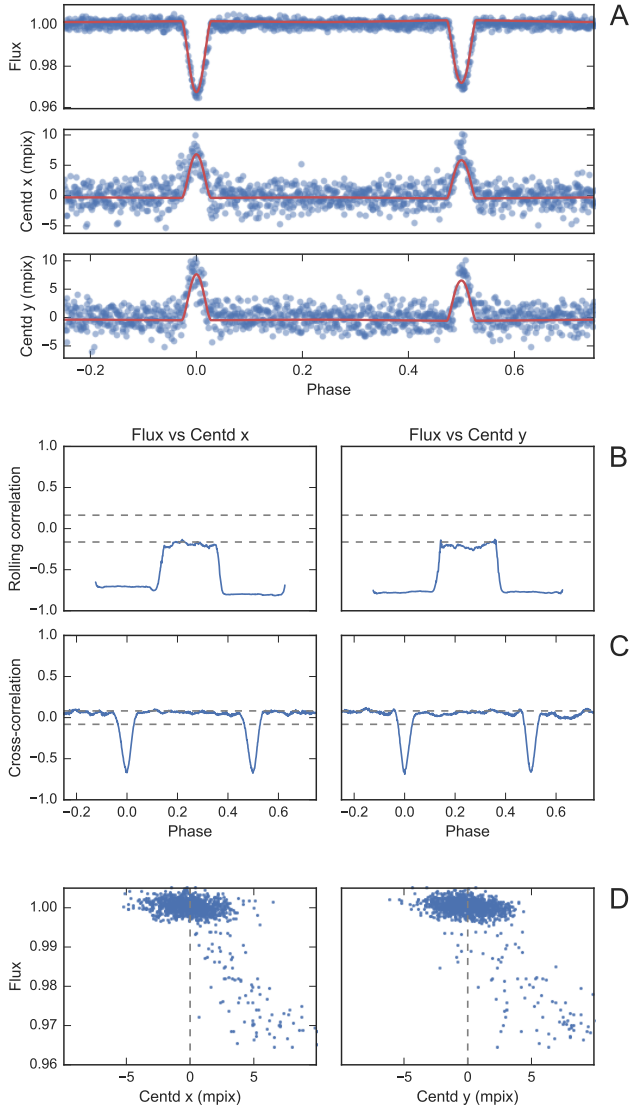 A
1.00
0.98
0.96
Flux
10
5
0
−5
Centd x (mpix)
10
5
0
−5
Centd y (mpix)
−0.2 0.0 0.2 0.4 0.6
Phase
Flux vs Centd x Flux vs Centd y
B
1.0
0.5
0.0
−0.5
−1.0
Rolling correlation
C
1.0
0.5
0.0
−0.5
−1.0
Cross-correlation
−0.2 0.0 0.2 0.4 0.6 −0.2 0.0 0.2 0.4 0.6
Phase Phase
D
1.00
0.99
0.98
0.97
0.96
Flux
−5 0 5 −5 0 5
Centd x (mpix) Centd y (mpix)